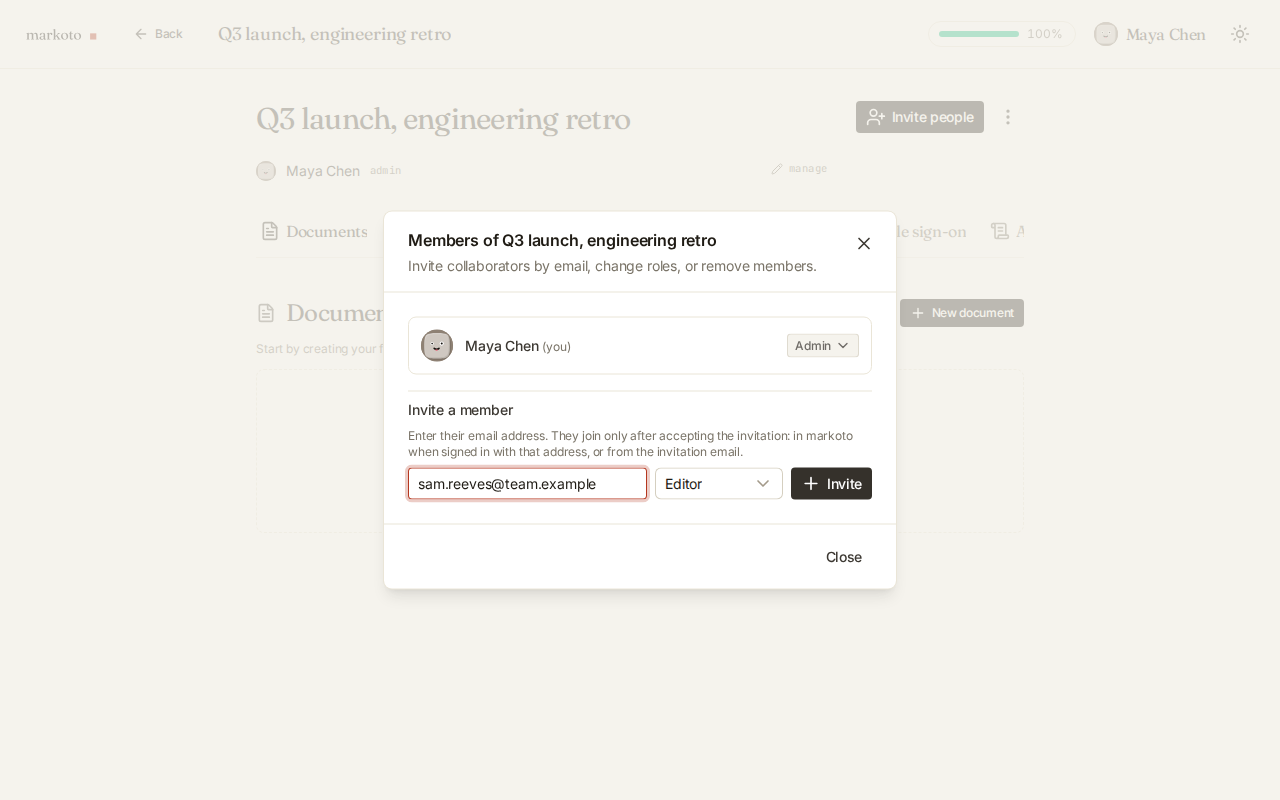 markoto
Back
Q3 launch, engineering retro
100%
Maya Chen
Q3 launch, engineering retro
Invite people
Maya Chen admin
manage
Documents
le sign-on
Members of Q3 launch, engineering retro
Invite collaborators by email, change roles, or remove members.
Documen
New document
Start by creating your f
Maya Chen (you)
Admin
Invite a member
Enter their email address. They join only after accepting the invitation: in markoto
when signed in with that address, or from the invitation email.
sam.reeves@team.example
Editor
Invite
Close